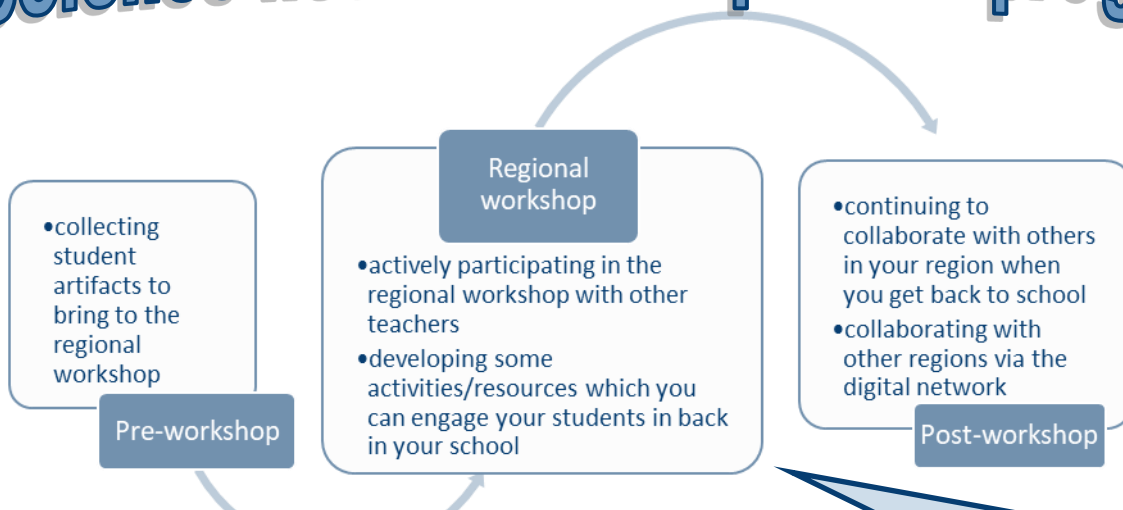 •collecting
student
artifacts to
bring to the
regional
workshop
Pre-workshop
Regional
workshop
•actively participating in the
regional workshop with other
teachers
•developing some
activities/resources which you
can engage your students in back
in your school
•continuing to
collaborate with others
in your region when
you get back to school
•collaborating with
other regions via the
digital network
Post-workshop